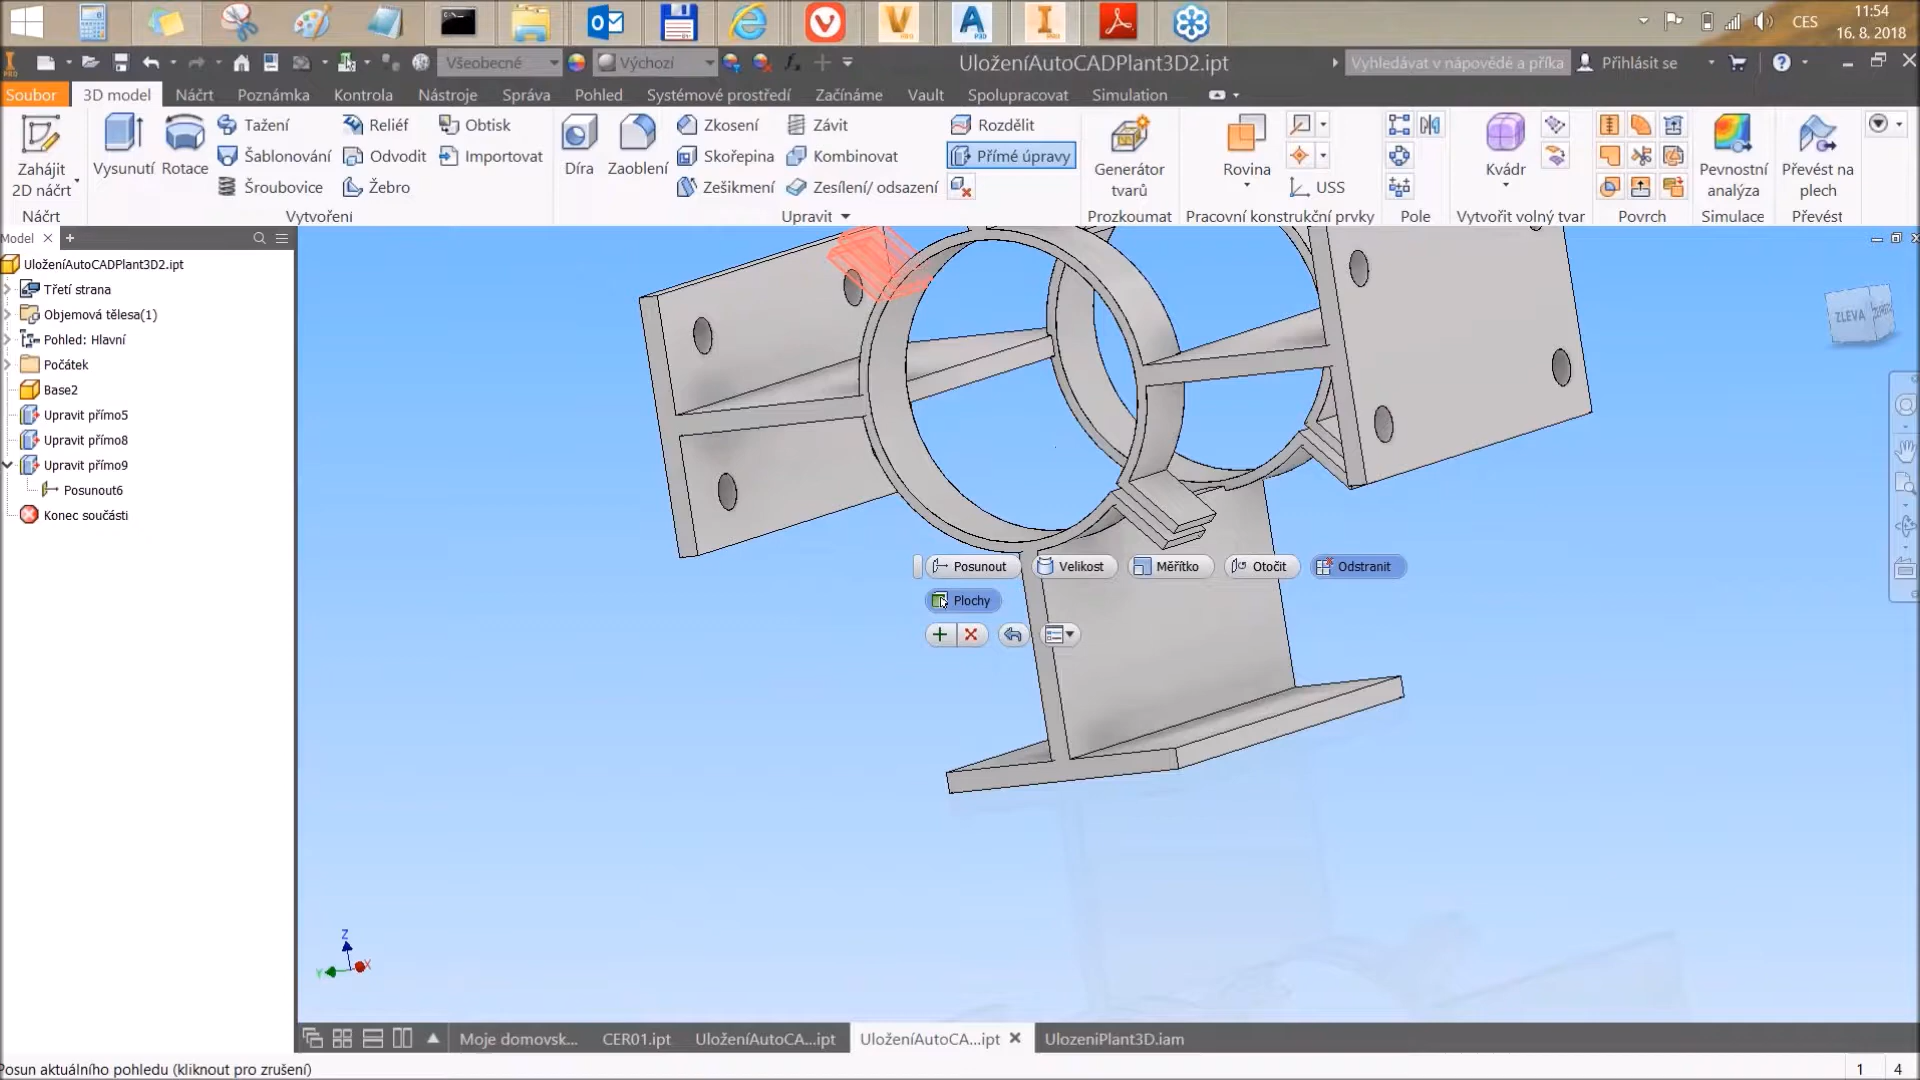 11:54
CES
16. 8. 2018
Všeobecné
Výchozí
UloženíAutoCADPlant3D2.ipt
Vyhledávat v nápovědě a příka
Přihlásit se
Soubor
3D model
Náčrt
Poznámka
Kontrola
Nástroje
Správa
Pohled
Systémové prostředí
Začínáme
Vault
Spolupracovat
Simulation
Zahájit
2D náčrt
Vysunutí
Rotace
Tažení
Šablonování
Šroubovice
Reliéf
Odvodit
Žebro
Obtisk
Importovat
Díra
Zaoblení
Zkosení
Skořepina
Zešikmení
Závit
Kombinovat
Zesílení/ odsazení
Rozdělit
Přímé úpravy
Generátor
tvarů
Rovina
USS
Kvádr
Pevnostní
analýza
Převést na
plech
Náčrt
Vytvoření
Upravit
Prozkoumat
Pracovní konstrukční prvky
Pole
Vytvořit volný tvar
Povrch
Simulace
Převést
Model
UloženíAutoCADPlant3D2.ipt
Třetí strana
Objemová tělesa(1)
Pohled: Hlavní
Počátek
Base2
Upravit přímo5
Upravit přímo8
Upravit přímo9
Posunout6
Konec součásti
ZLEVA
Posunout
Velikost
Měřítko
Otočit
Odstranit
Plochy
Z
Y
X
Moje domovsk...
CER01.ipt
UloženíAutoCA...ipt
UloženíAutoCA...ipt
UlozeniPlant3D.iam
Posun aktuálního pohledu (kliknout pro zrušení)
1
4